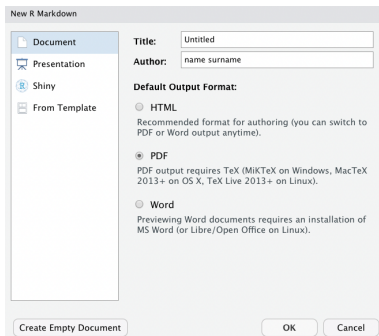 New R Markdown
Document
Presentation
Shiny
From Template
Title: Untitled
Author: name surname
Default Output Format:
HTML
Recommended format for authoring (you can switch to
PDF or Word output anytime).
PDF
PDF output requires TeX (MiKTeX on Windows, MacTeX
2013+ on OS X, TeX Live 2013+ on Linux).
Word
Previewing Word documents requires an installation of
MS Word (or Libre/Open Office on Linux).
Create Empty Document
OK
Cancel